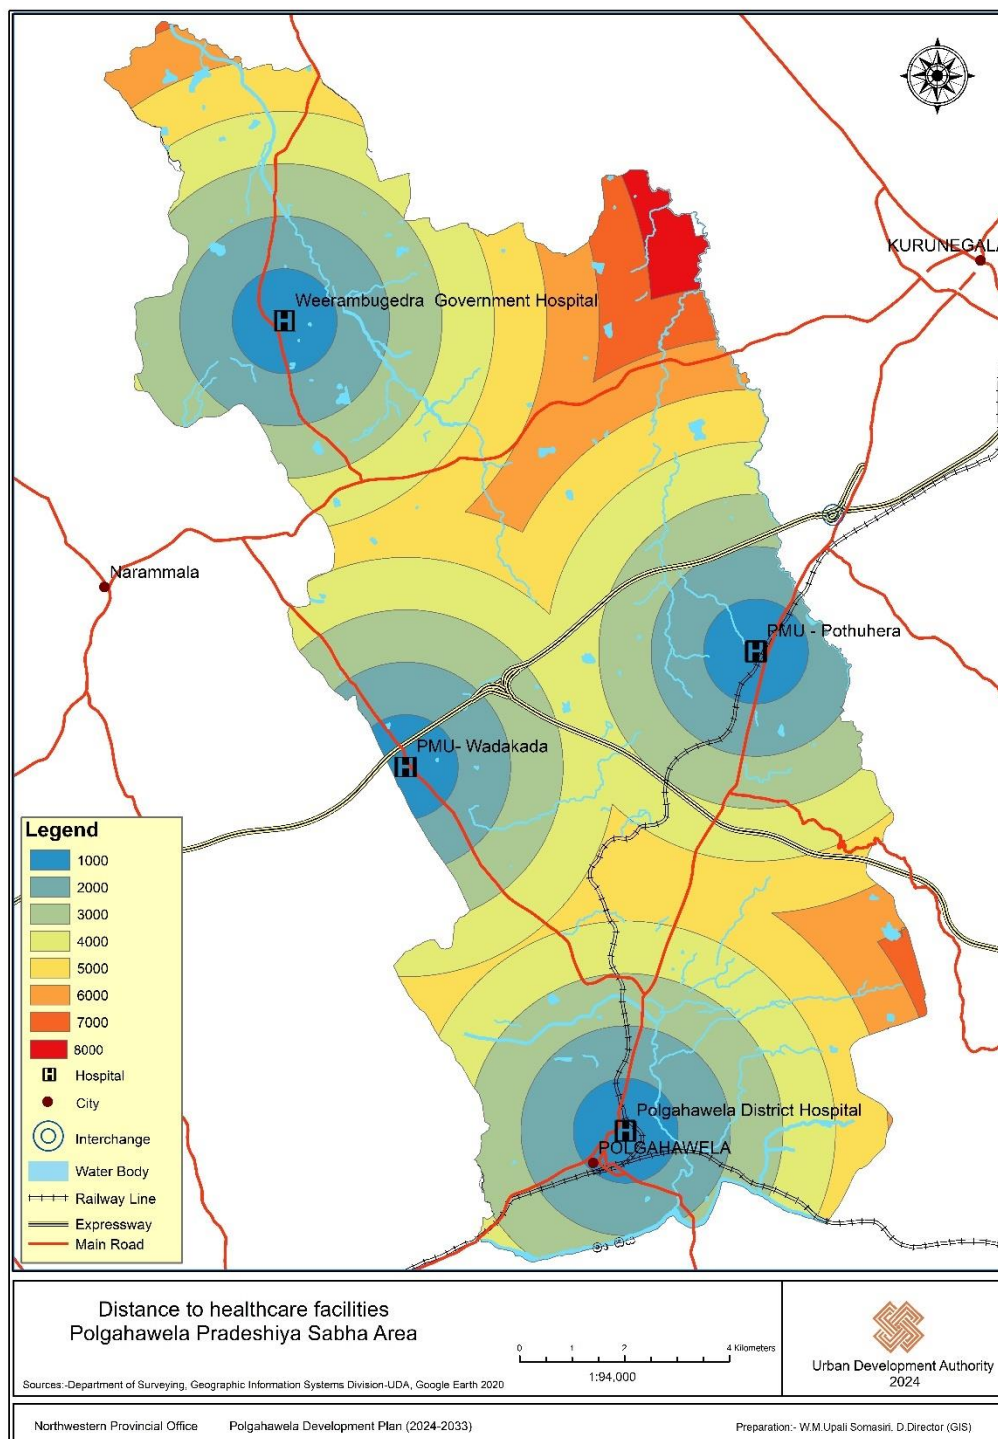 KURUNEGALA
Weerambugedra Government Hospital
Narammala
PMU - Pothuhera
PMU- Wadakada
Polgahawela District Hospital
POLGAHAWELA
Legend
1000
2000
3000
4000
5000
6000
7000
8000
Hospital
City
Interchange
Water Body
Railway Line
Expressway
Main Road
Distance to healthcare facilities
Polgahawela Pradeshiya Sabha Area
0 1 2 4 Kilometers
1:94,000
Sources:-Department of Surveying, Geographic Information Systems Division-UDA, Google Earth 2020
Urban Development Authority
2024
Northwestern Provincial Office Polgahawela Development Plan (2024-2033)
Preparation:- W.M.Upali Somasiri. D.Director (GIS)